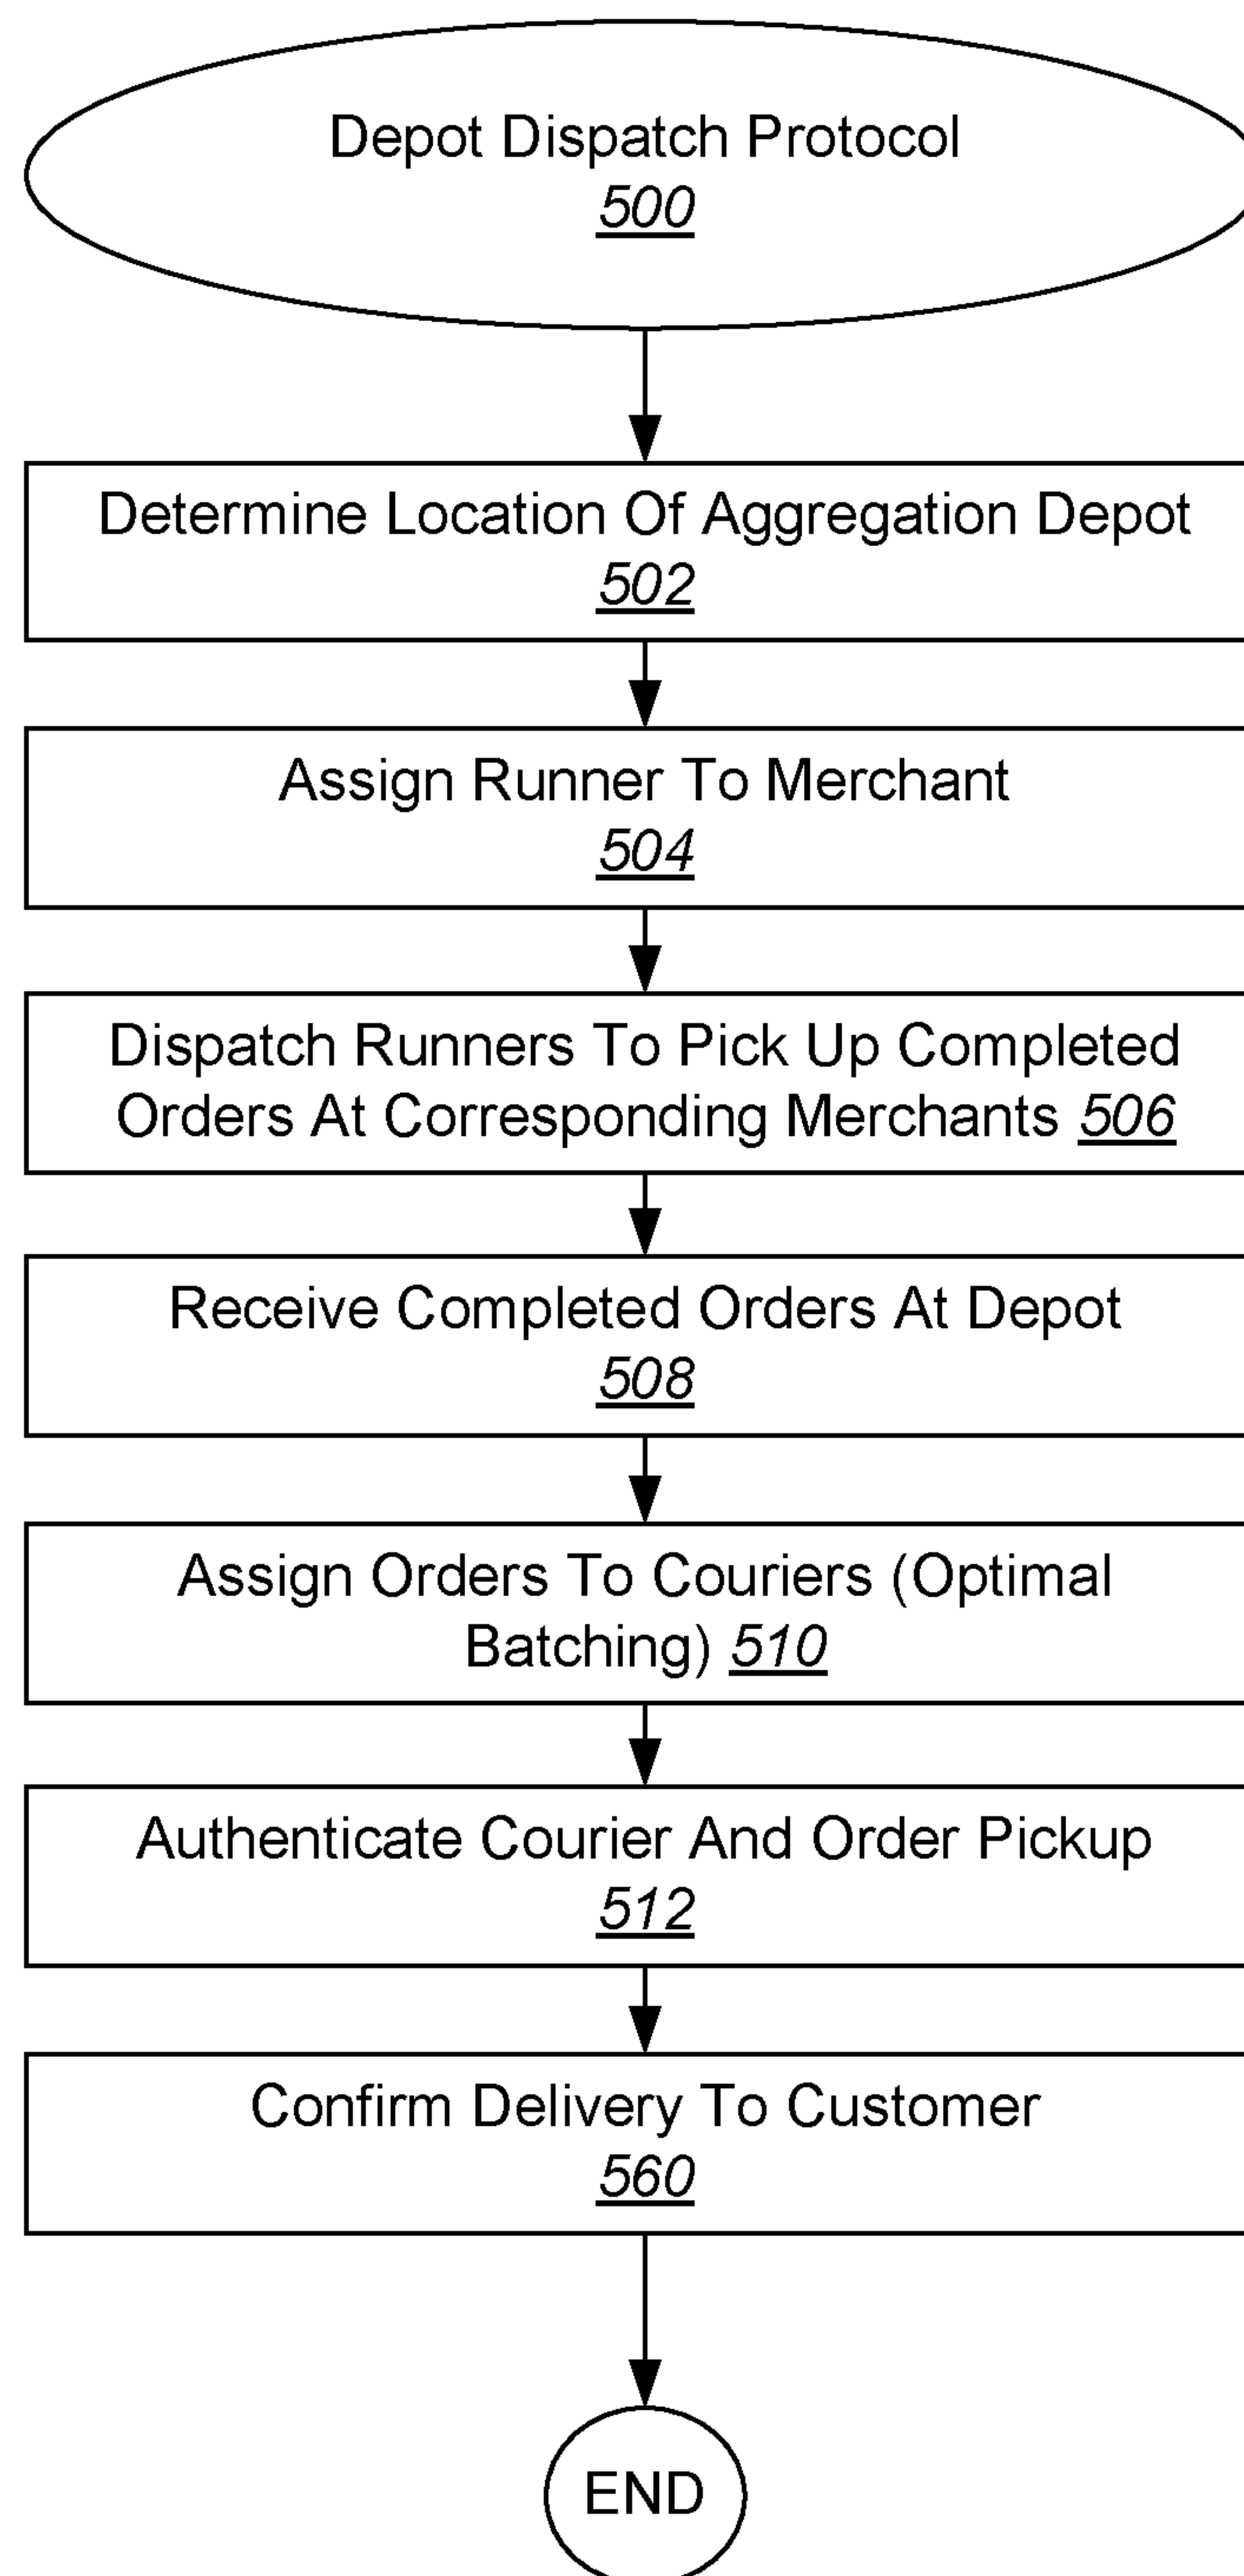 Depot Dispatch Protocol
500
Determine Location Of Aggregation Depot
502
Assign Runner To Merchant
504
Dispatch Runners To Pick Up Completed
Orders At Corresponding Merchants 506
Receive Completed Orders At Depot
508
Assign Orders To Couriers (Optimal
Batching) 510
Authenticate Courier And Order Pickup
512
Confirm Delivery To Customer
560
END